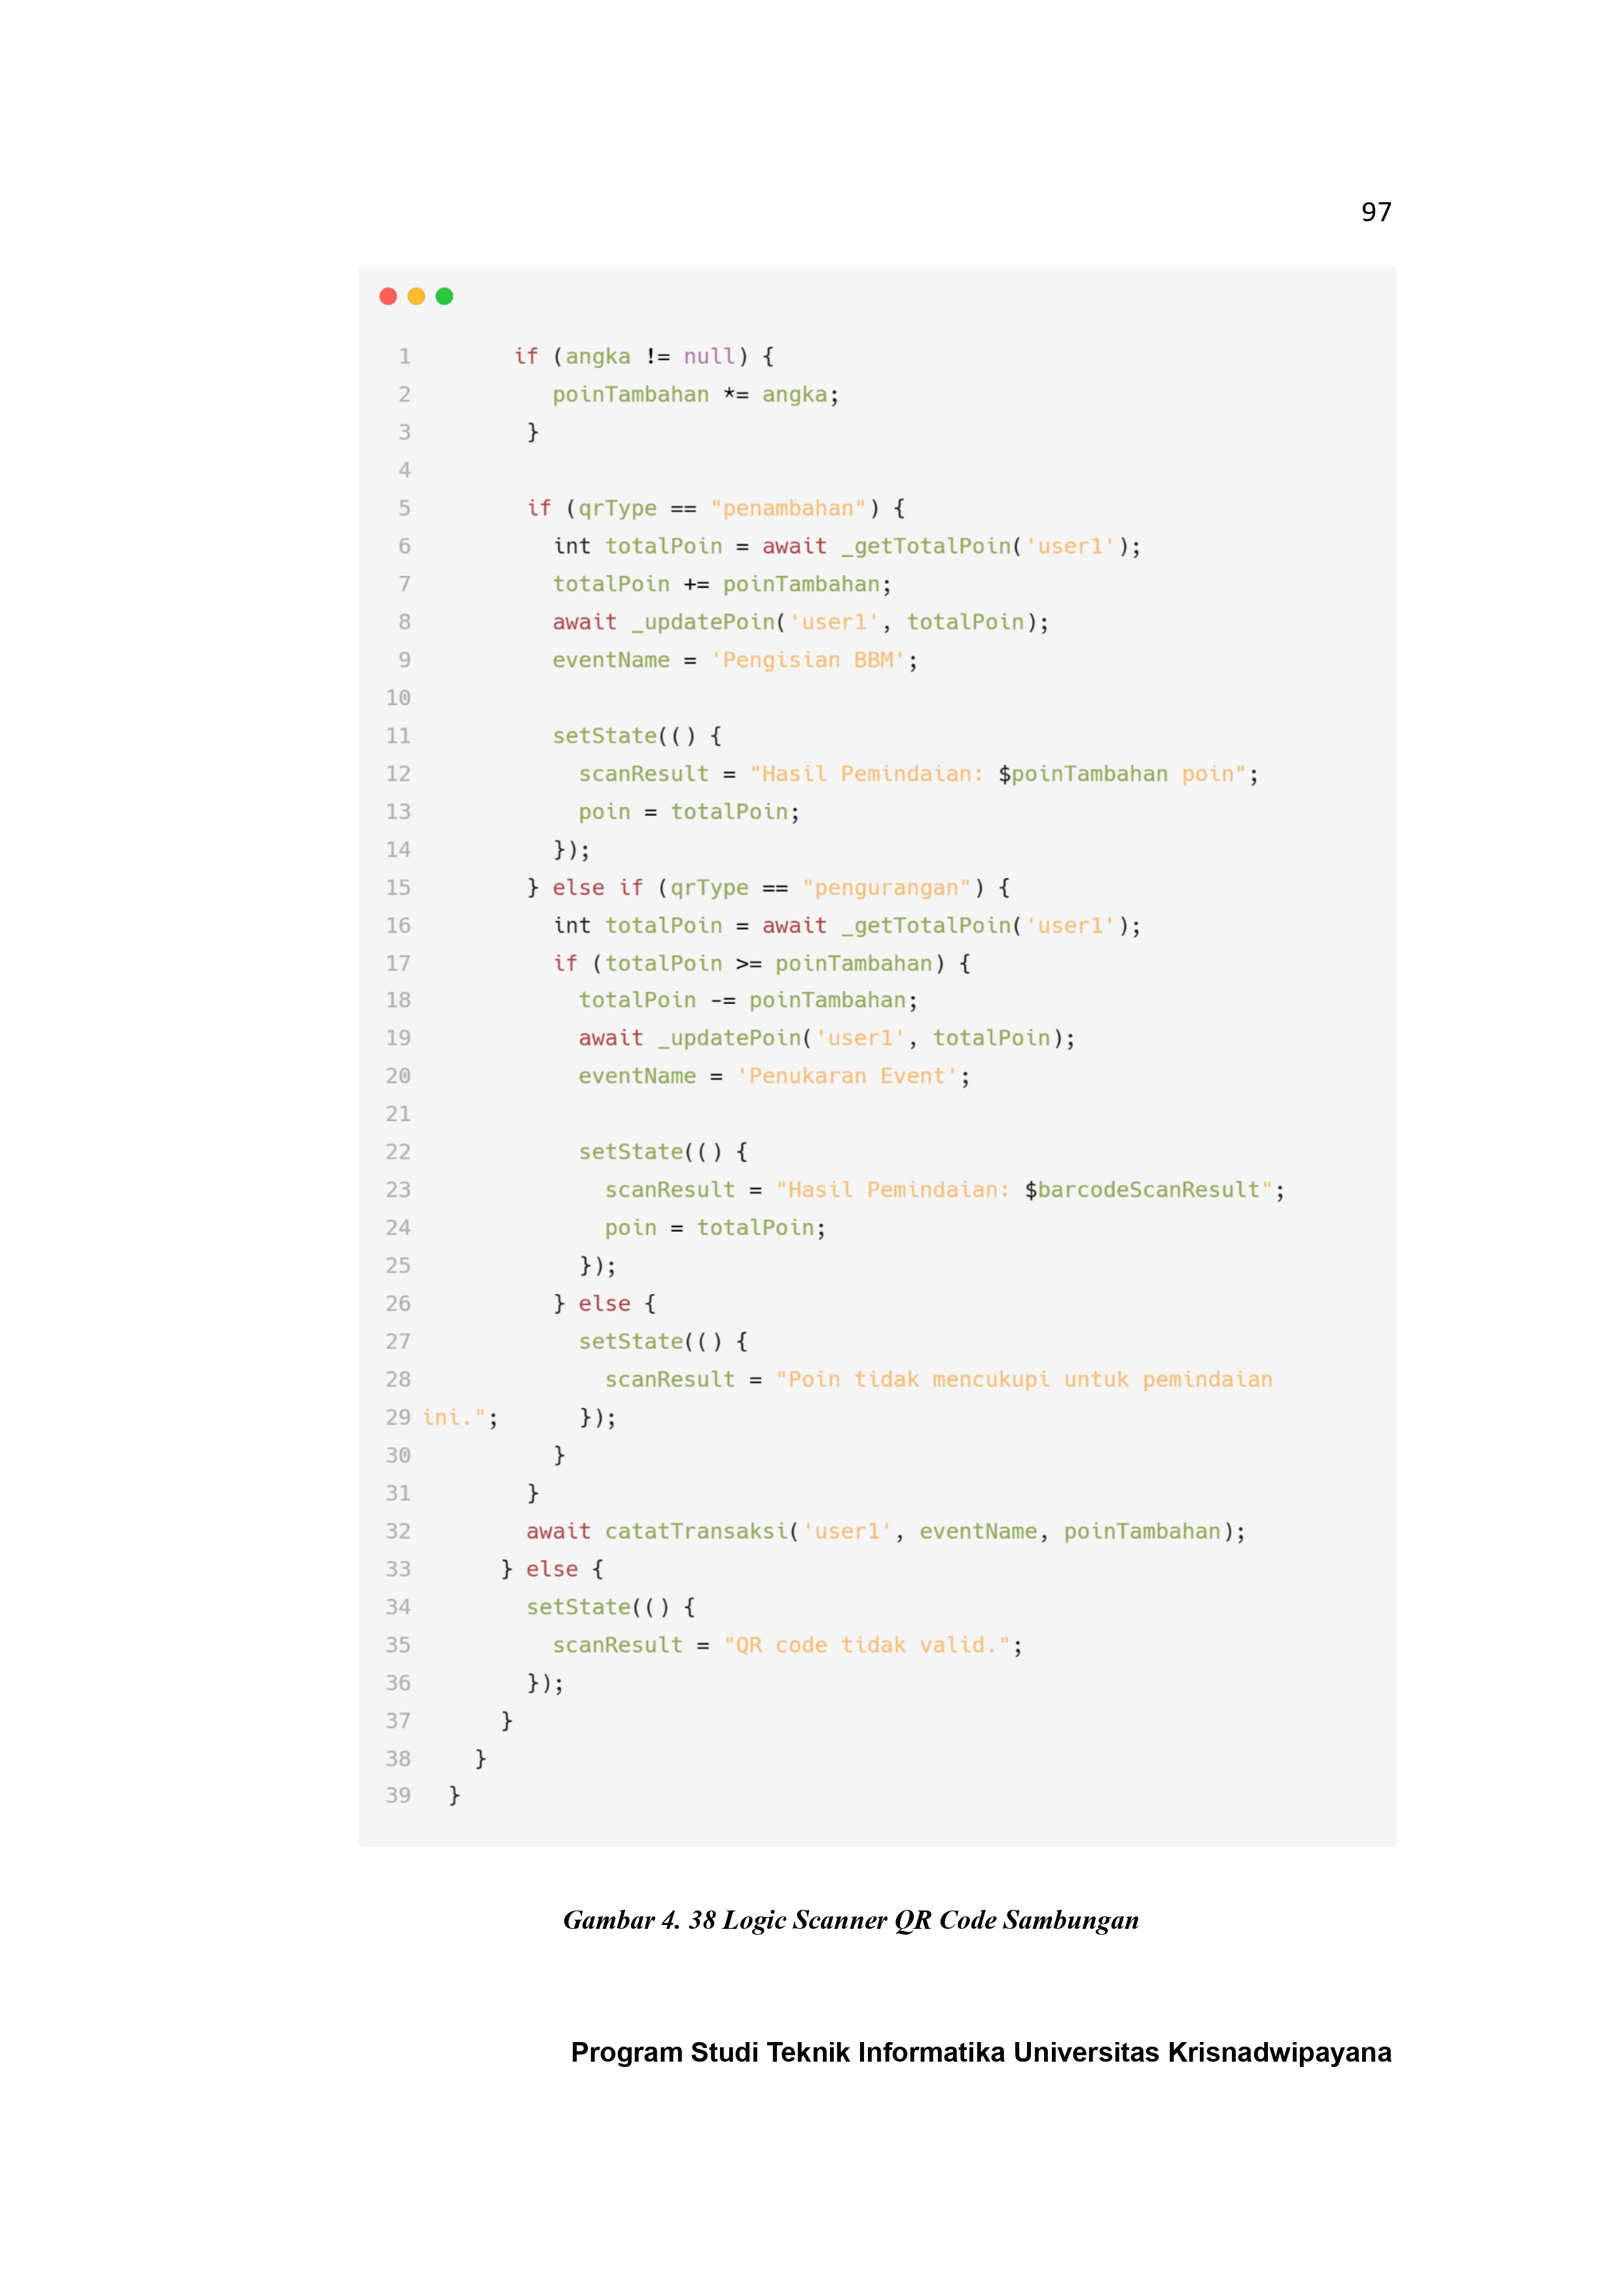 97
1 if (angka != null) {
2 poinTambahan *= angka;
3 }
4
5 if (qrType == "penambahan") {
6 int totalPoin = await _getTotalPoin('user1');
7 totalPoin += poinTambahan;
8 await _updatePoin('user1', totalPoin);
9 eventName = 'Pengisian BBM';
10
11 setState(() {
12 scanResult = "Hasil Pemindaian: $poinTambahan poin";
13 poin = totalPoin;
14 });
15 } else if (qrType == "pengurangan") {
16 int totalPoin = await _getTotalPoin('user1');
17 if (totalPoin >= poinTambahan) {
18 totalPoin -= poinTambahan;
19 await _updatePoin('user1', totalPoin);
20 eventName = 'Penukaran Event';
21
22 setState(() {
23 scanResult = "Hasil Pemindaian: $barcodeScanResult";
24 poin = totalPoin;
25 });
26 } else {
27 setState(() {
28 scanResult = "Poin tidak mencukupi untuk pemindaian
29 ini."; });
30 }
31 }
32 await catatTransaksi('user1', eventName, poinTambahan);
33 } else {
34 setState(() {
35 scanResult = "QR code tidak valid.";
36 });
37 }
38 }
39 }
Gambar 4. 38 Logic Scanner QR Code Sambungan
Program Studi Teknik Informatika Universitas Krisnadwipayana